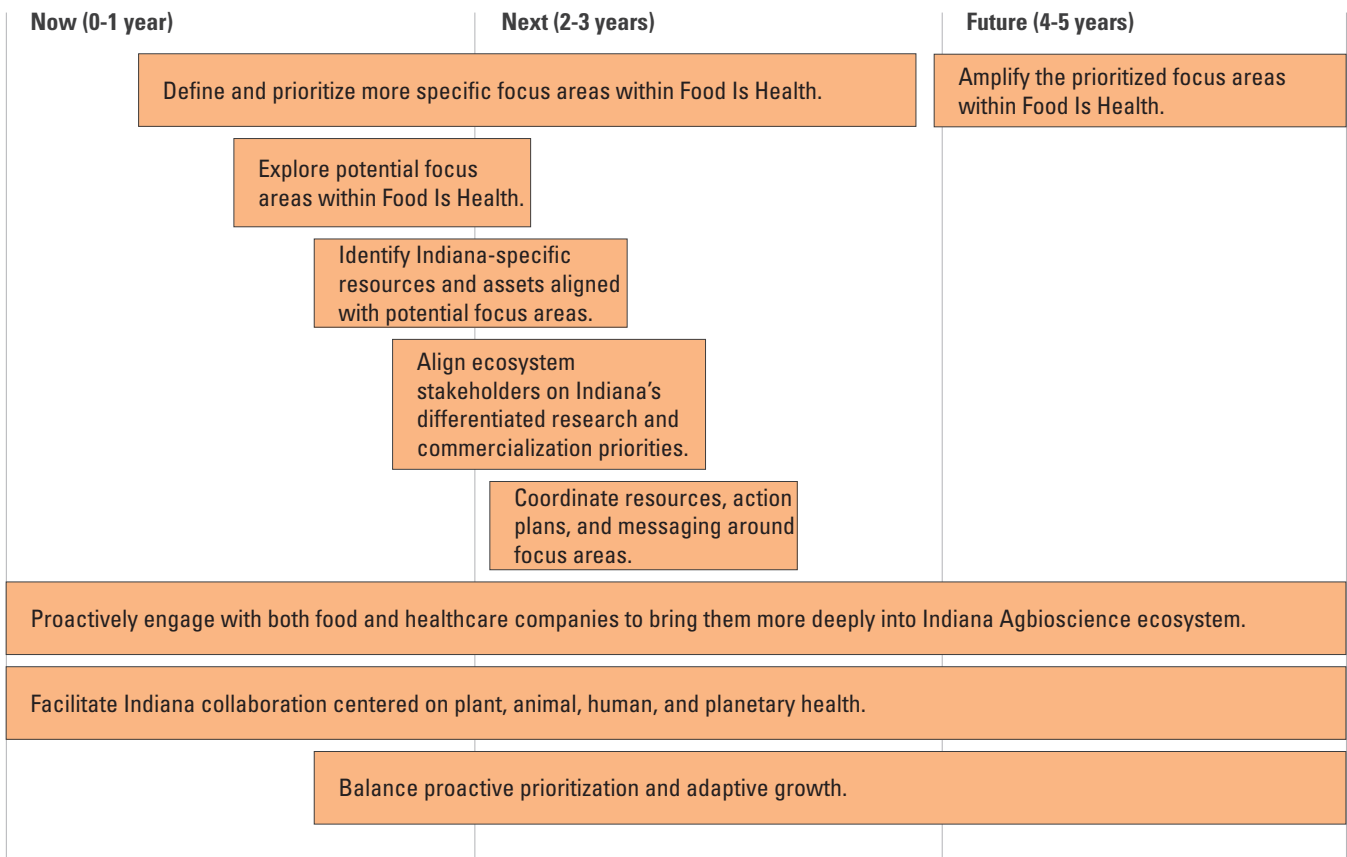 Now (0-1 year)
Next (2-3 years)
Future (4-5 years)
Define and prioritize more specific focus areas within Food Is Health.
Amplify the prioritized focus areas
within Food Is Health.
Explore potential focus
areas within Food Is Health.
Identify Indiana-specific
resources and assets aligned
with potential focus areas.
Align ecosystem
stakeholders on Indiana’s
differentiated research and
commercialization priorities.
Coordinate resources, action
plans, and messaging around
focus areas.
Proactively engage with both food and healthcare companies to bring them more deeply into Indiana Agbioscience ecosystem.
Facilitate Indiana collaboration centered on plant, animal, human, and planetary health.
Balance proactive prioritization and adaptive growth.